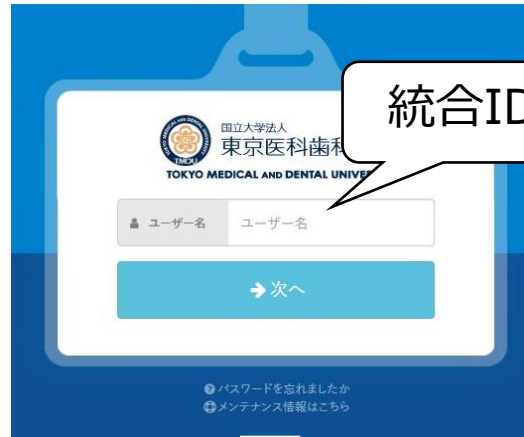 統合ID
国立大学法人
東京医科歯科
TOKYO MEDICAL AND DENTAL UNIVER
TMDU
ユーザー名 ユーザー名
次へ
パスワードを忘れましたか
メンテナンス情報はこちら